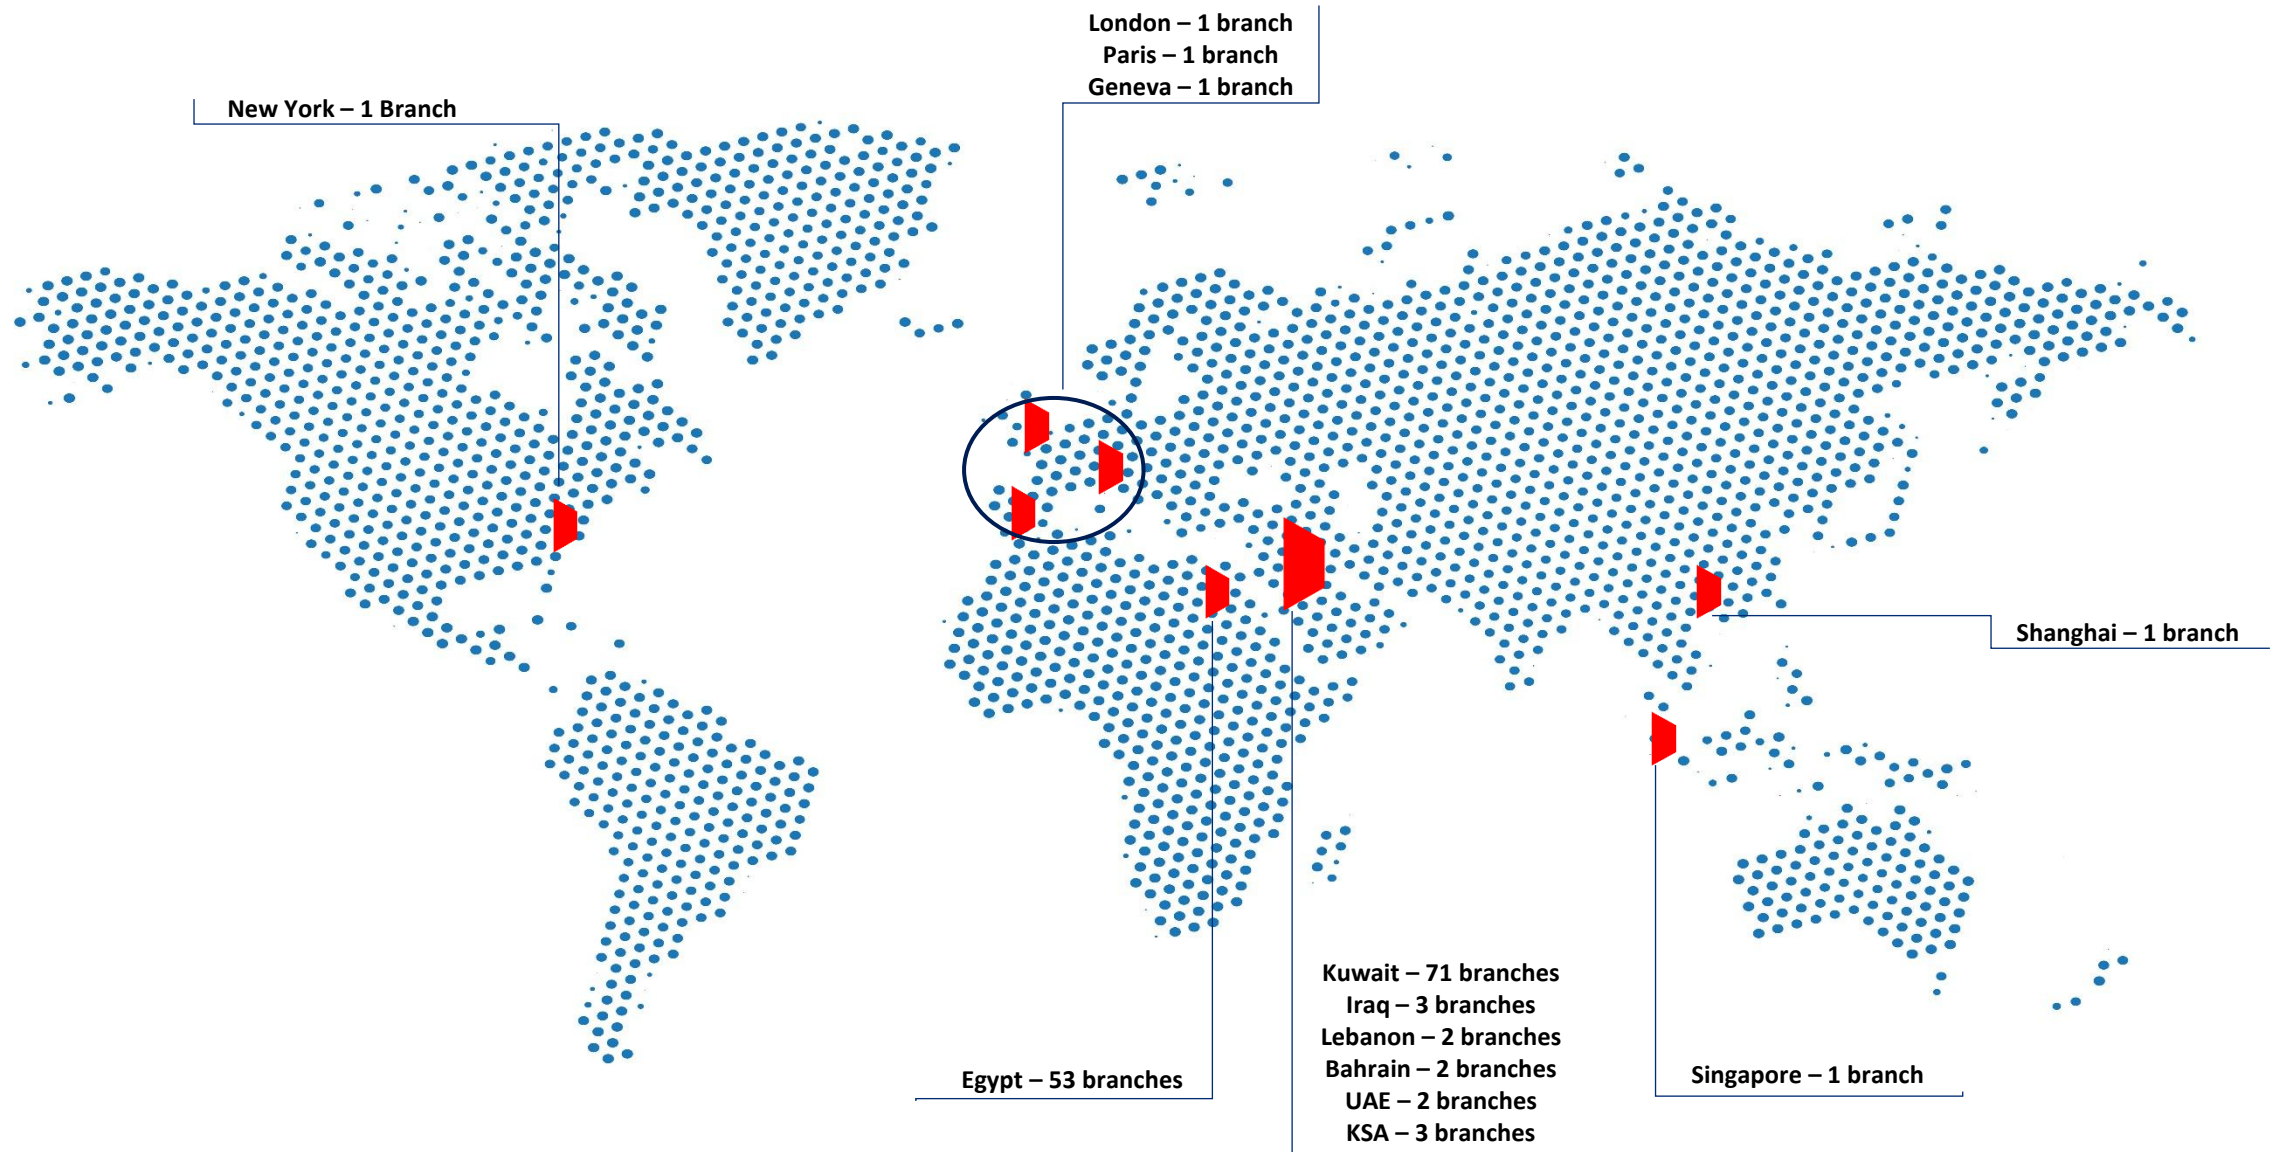 London – 1 branch
Paris – 1 branch
Geneva – 1 branch
New York – 1 Branch
Shanghai – 1 branch
Kuwait – 71 branches
Iraq – 3 branches
Lebanon – 2 branches
Bahrain – 2 branches
UAE – 2 branches
KSA – 3 branches
Egypt – 53 branches
Singapore – 1 branch